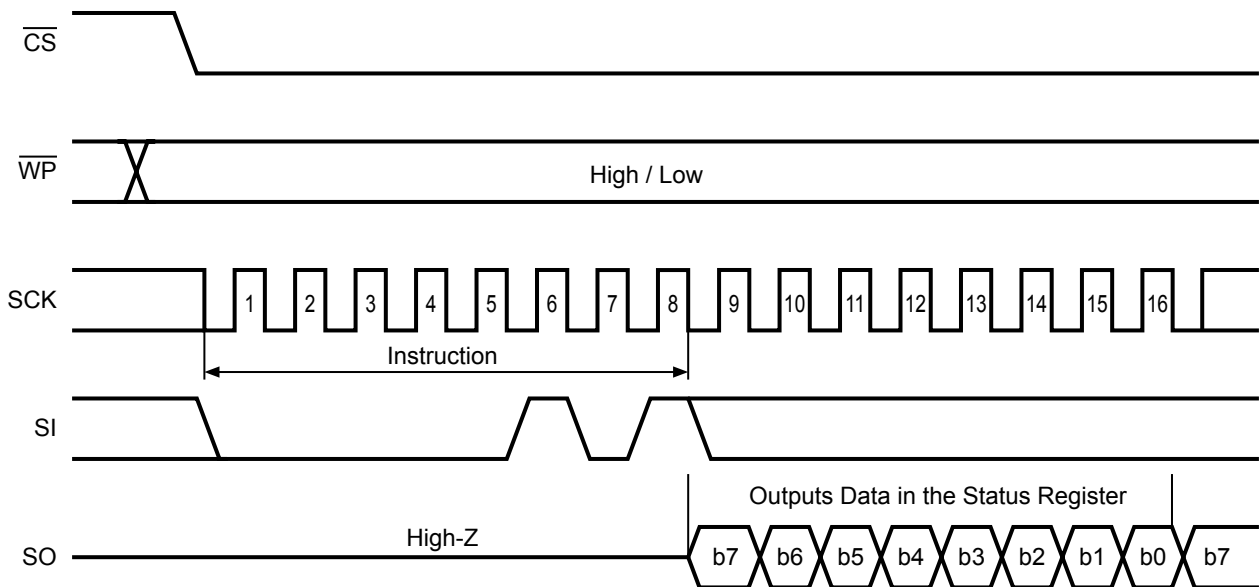 CS
WP
High / Low
SCK
1 2 3 4 5 6 7 8 9 10 11 12 13 14 15 16
Instruction
SI
Outputs Data in the Status Register
High-Z
SO
b7 b6 b5 b4 b3 b2 b1 b0 b7